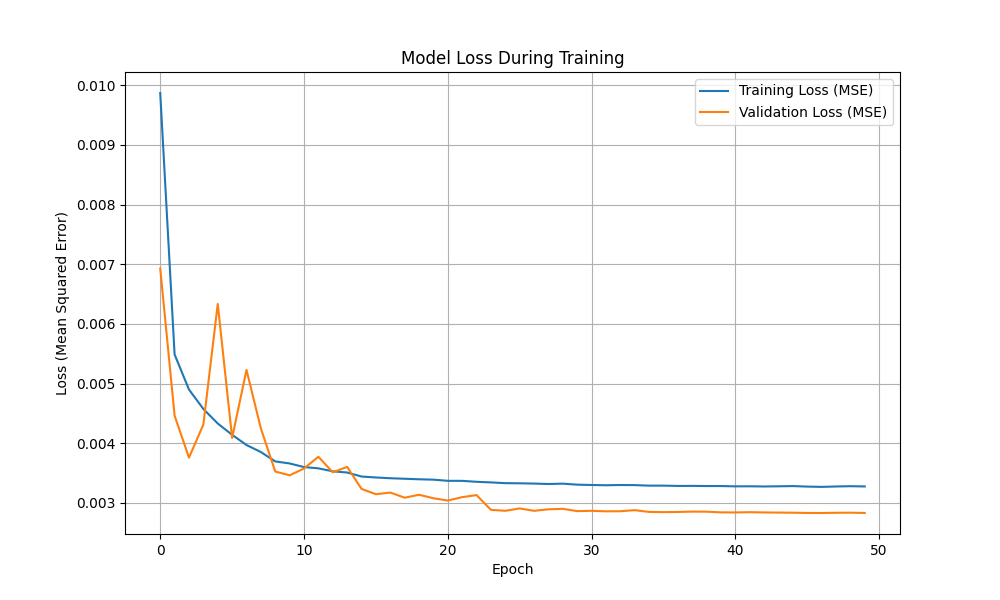 Model Loss During Training
Training Loss (MSE)
Validation Loss (MSE)
Loss (Mean Squared Error)
0.010
0.009
0.008
0.007
0.006
0.005
0.004
0.003
0 10 20 30 40 50
Epoch